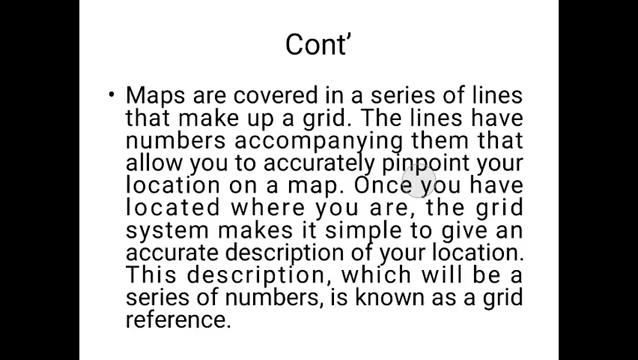 Cont’
• Maps are covered in a series of lines
that make up a grid. The lines have
numbers accompanying them that
allow you to accurately pinpoint your
location on a map. Once you have
located where you are, the grid
system makes it simple to give an
accurate description of your location.
This description, which will be a
series of numbers, is known as a grid
reference.